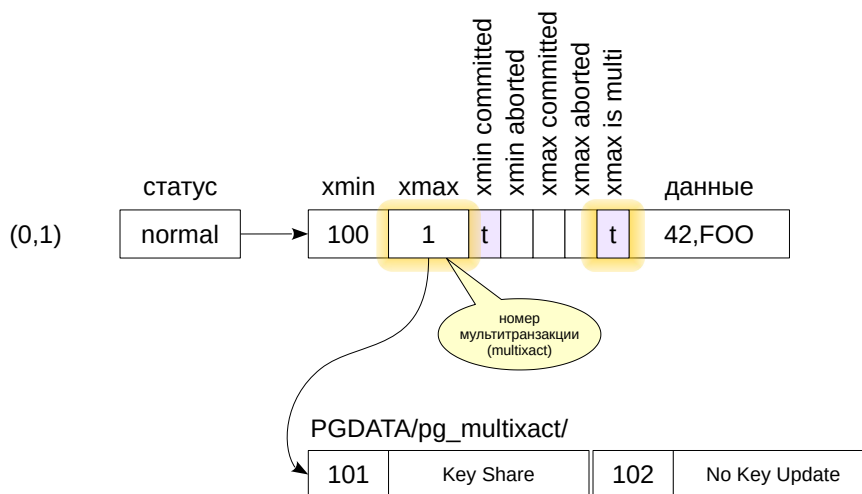 xmin committed
xmin aborted
xmax committed
xmax aborted
xmax is multi
статус xmin xmax данные
(0,1) normal 100 1 t t 42,FOO
номер
мультитранзакции
(multixact)
PGDATA/pg_multixact/
101 Key Share 102 No Key Update